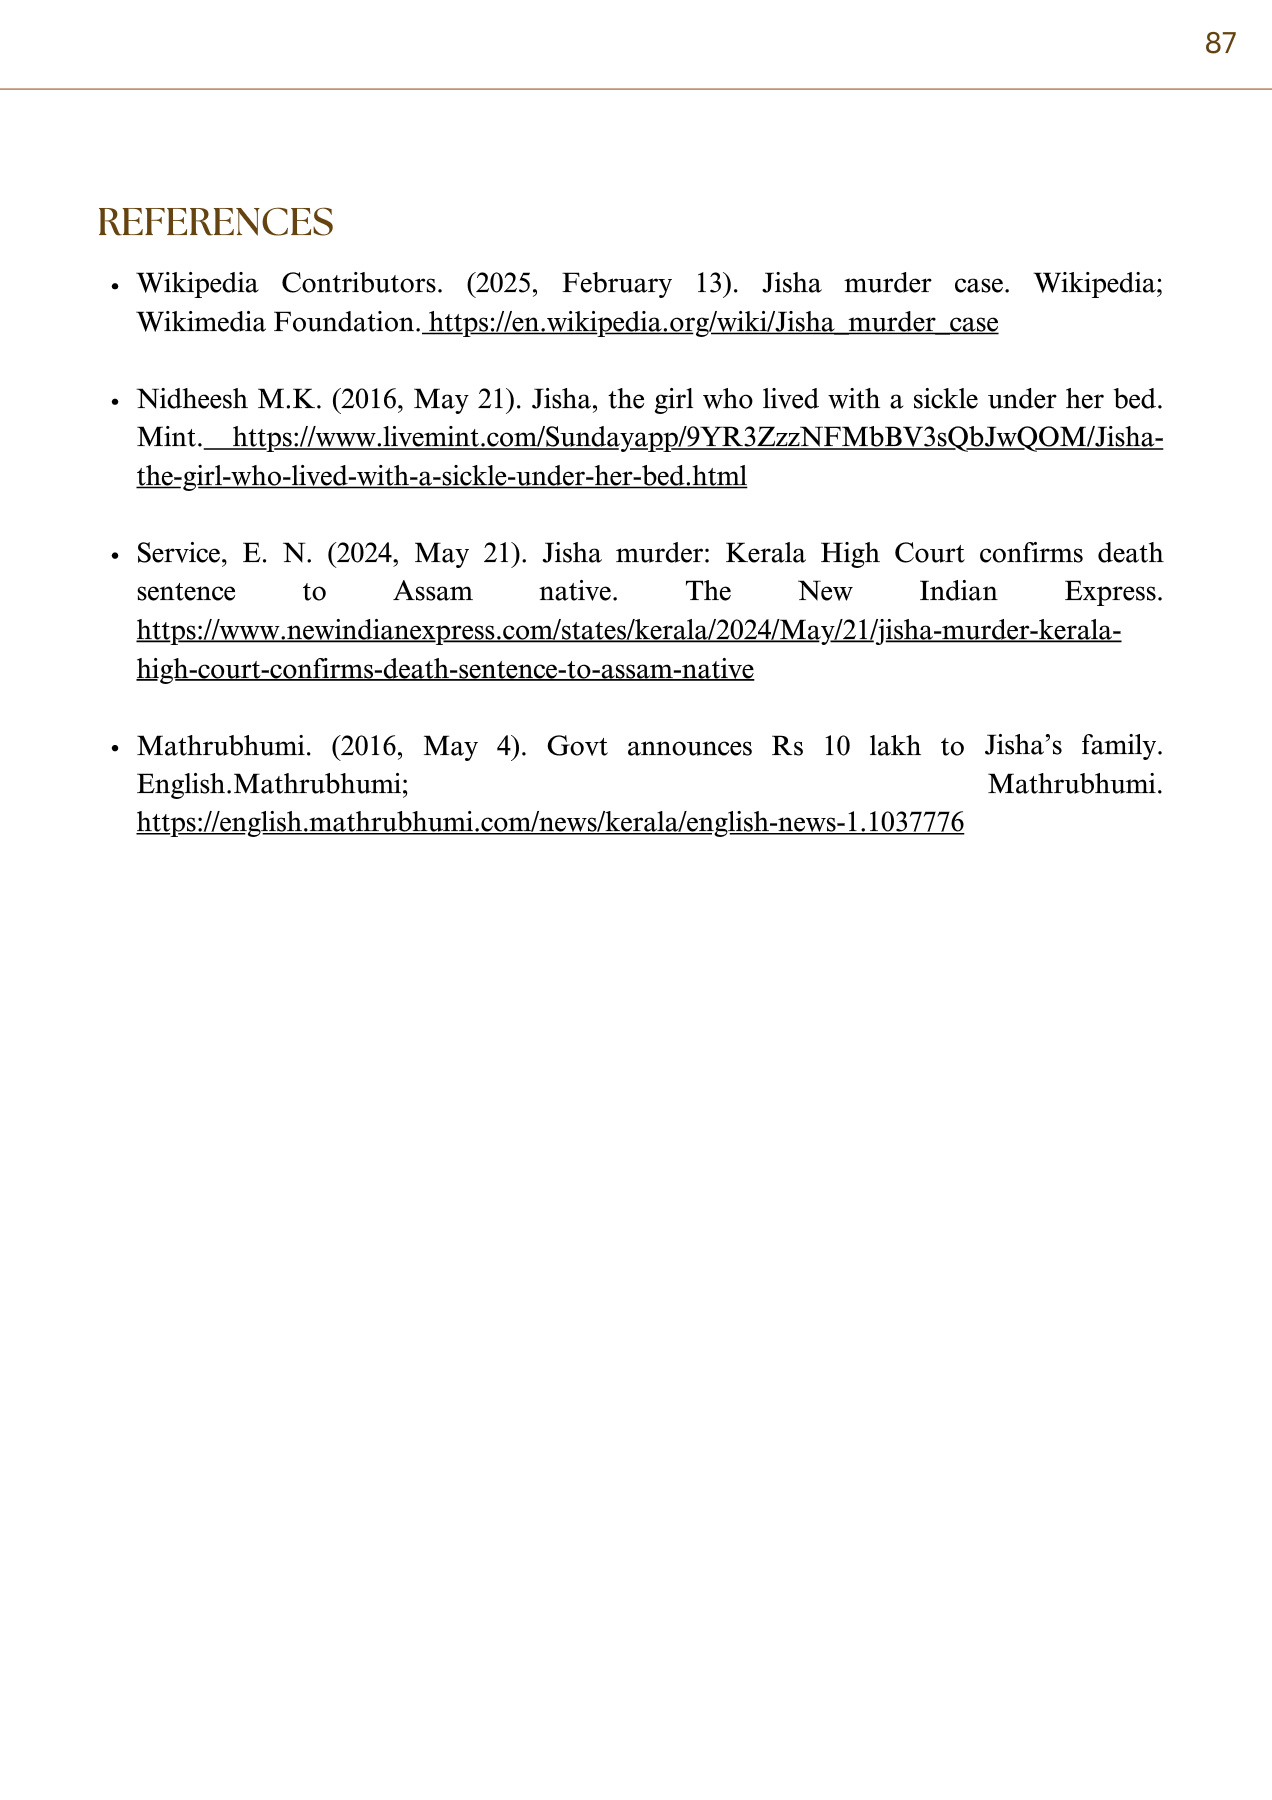 87
REFERENCES
• Wikipedia Contributors. (2025, February 13). Jisha murder case. Wikipedia;
Wikimedia Foundation. https://en.wikipedia.org/wiki/Jisha_murder_case
• Nidheesh M.K. (2016, May 21). Jisha, the girl who lived with a sickle under her bed.
Mint. https://www.livemint.com/Sundayapp/9YR3ZzzNFMbBV3sQbJwQOM/Jisha-
the-girl-who-lived-with-a-sickle-under-her-bed.html
• Service, E. N. (2024, May 21). Jisha murder: Kerala High Court confirms death
sentence to Assam native. The New Indian Express.
https://www.newindianexpress.com/states/kerala/2024/May/21/jisha-murder-kerala-
high-court-confirms-death-sentence-to-assam-native
• Mathrubhumi. (2016, May 4). Govt announces Rs 10 lakh to Jisha’s family.
English.Mathrubhumi; Mathrubhumi.
https://english.mathrubhumi.com/news/kerala/english-news-1.1037776